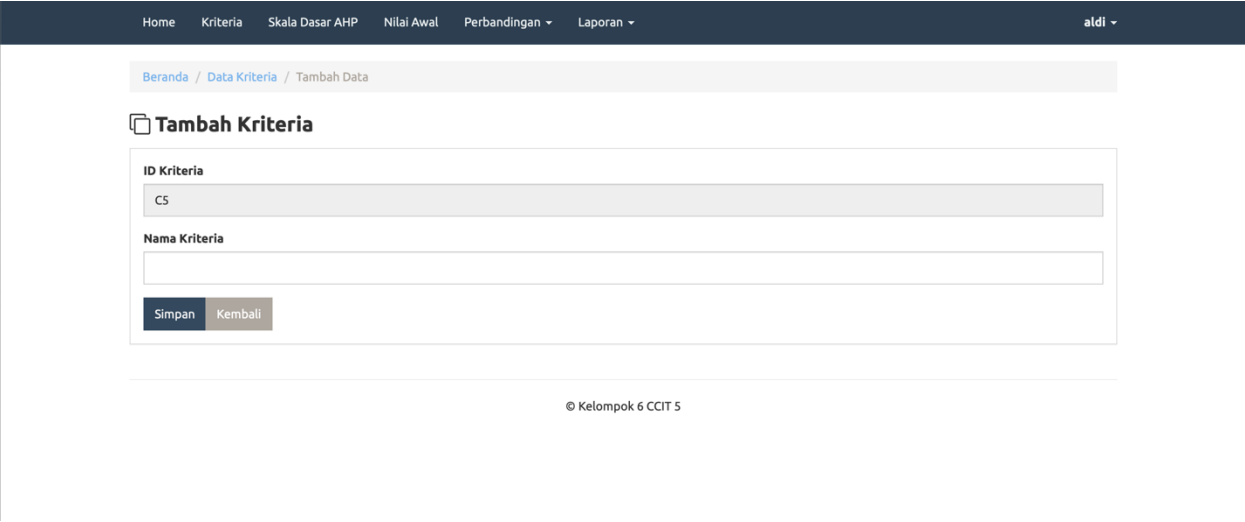 Home Kriteria Skala Dasar AHP Nilai Awal Perbandingan Laporan aldi
Beranda / Data Kriteria / Tambah Data
Tambah Kriteria
ID Kriteria
C5
Nama Kriteria
Simpan Kembali
© Kelompok 6 CCIT 5